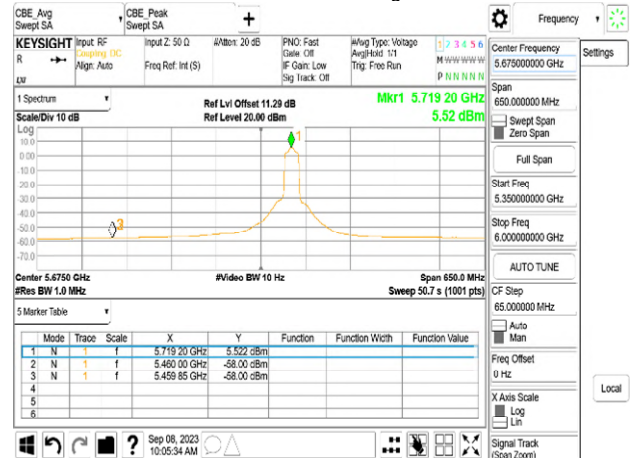 CBE_Avg
Swept SA
CBE_Peak
Swept SA
+
Frequency
KEYSIGHT
R
Input: RF
Coupling: DC
Align: Auto
Input Z: 50 Ω
Freq Ref: Int (S)
#Atten: 20 dB
PNO: Fast
Gate: Off
IF Gain: Low
Sig Track: Off
#Avg Type: Voltage
Avg|Hold: 1/1
Trig: Free Run
1 2 3 4 5 6
M W W W W W
P N N N N N
1 Spectrum
Scale/Div 10 dB
Log
Ref Lvl Offset 11.29 dB
Ref Level 20.00 dBm
Mkr1 5.719 20 GHz
5.52 dBm
10.0
0.00
-10.0
-20.0
-30.0
-40.0
-50.0
-60.0
-70.0
1
3
Center 5.6750 GHz
#Res BW 1.0 MHz
#Video BW 10 Hz
Span 650.0 MHz
Sweep 50.7 s (1001 pts)
5 Marker Table
Mode Trace Scale X Y Function Function Width Function Value
1 N 1 f 5.719 20 GHz 5.522 dBm
2 N 1 f 5.460 00 GHz -58.00 dBm
3 N 1 f 5.459 85 GHz -58.00 dBm
4
5
6
?
Sep 08, 2023
10:05:34 AM
Center Frequency
5.675000000 GHz
Span
650.000000 MHz
Swept Span
Zero Span
Full Span
Start Freq
5.350000000 GHz
Stop Freq
6.000000000 GHz
AUTO TUNE
CF Step
65.000000 MHz
Auto
Man
Freq Offset
0 Hz
X Axis Scale
Log
Lin
Signal Track
(Span Zoom)
Settings
Local